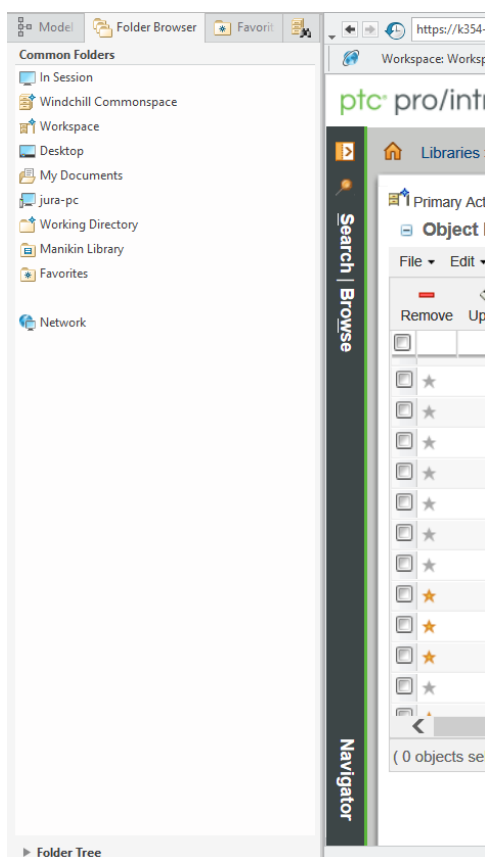 Model
Folder Browser
Favorit
Common Folders
In Session
Windchill Commonspace
Workspace
Desktop
My Documents
jura-pc
Working Directory
Manikin Library
Favorites
Network
Folder Tree
https://k354-
Workspace: Worksp
ptc pro/int
Libraries
Search | Browse
Navigator
Primary Act
Object
File Edit
Remove Up
( 0 objects se